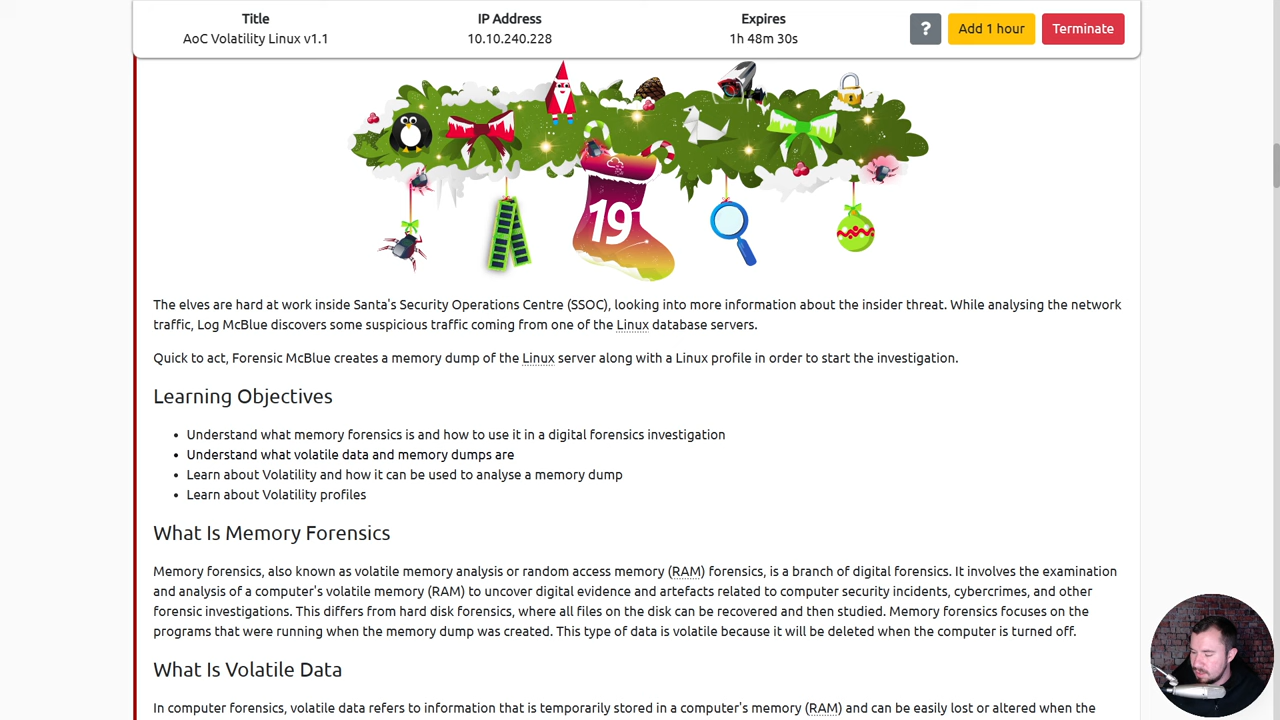 Title
AoC Volatility Linux v1.1
IP Address
10.10.240.228
Expires
1h 48m 30s
?
Add 1 hour
Terminate
19
The elves are hard at work inside Santa's Security Operations Centre (SSOC), looking into more information about the insider threat. While analysing the network
traffic, Log McBlue discovers some suspicious traffic coming from one of the Linux database servers.
Quick to act, Forensic McBlue creates a memory dump of the Linux server along with a Linux profile in order to start the investigation.
Learning Objectives
• Understand what memory forensics is and how to use it in a digital forensics investigation
• Understand what volatile data and memory dumps are
• Learn about Volatility and how it can be used to analyse a memory dump
• Learn about Volatility profiles
What Is Memory Forensics
Memory forensics, also known as volatile memory analysis or random access memory (RAM) forensics, is a branch of digital forensics. It involves the examination
and analysis of a computer's volatile memory (RAM) to uncover digital evidence and artefacts related to computer security incidents, cybercrimes, and other
forensic investigations. This differs from hard disk forensics, where all files on the disk can be recovered and then studied. Memory forensics focuses on the
programs that were running when the memory dump was created. This type of data is volatile because it will be deleted when the computer is turned off.
What Is Volatile Data
In computer forensics, volatile data refers to information that is temporarily stored in a computer's memory (RAM) and can be easily lost or altered when the